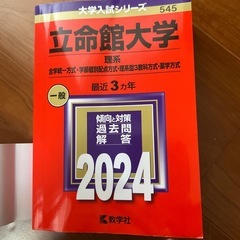 大学入試シリーズ
545
立命館大学
理系
全学統一方式・学部個別配点方式・理系型3教科方式・薬学方式
一般
最近3カ年
傾向と対策
過去問
解答
2024
教学社